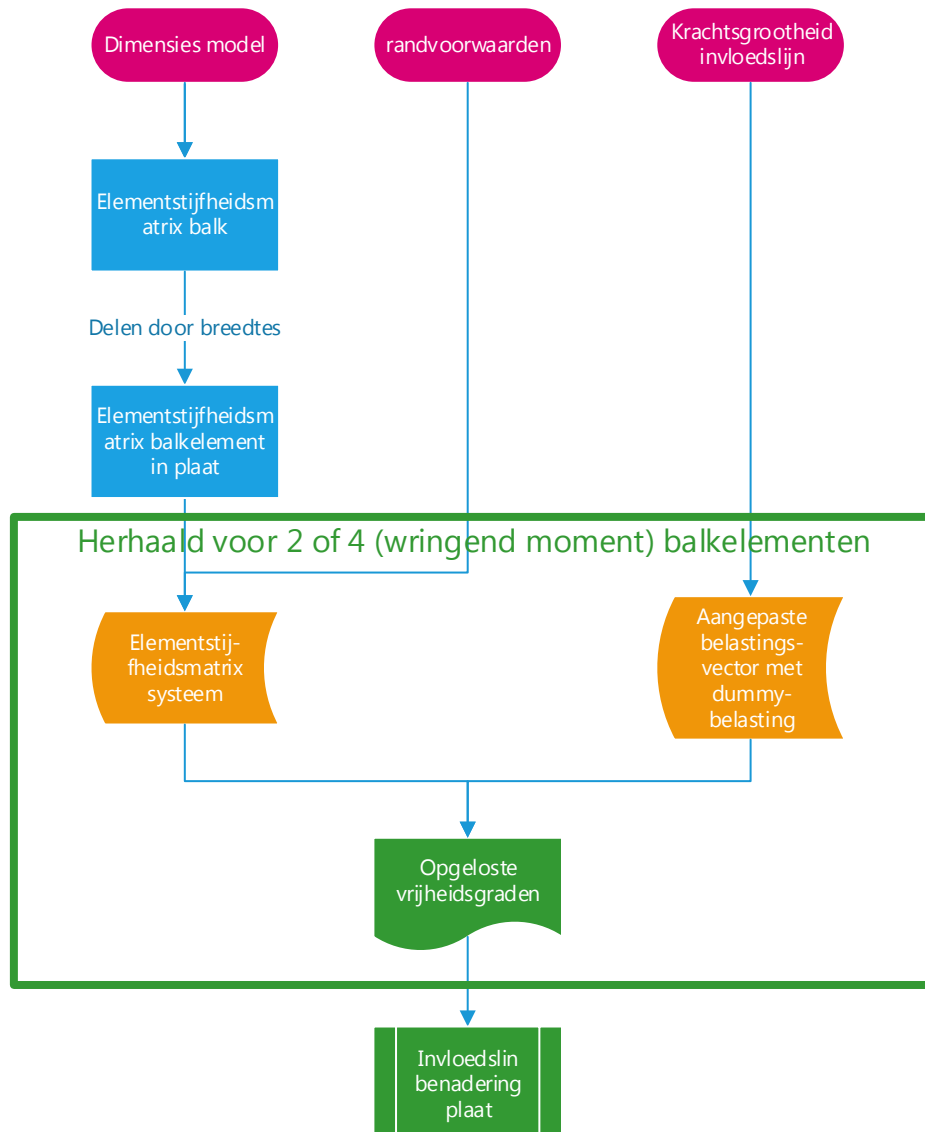 Dimensies model
randvoorwaarden
Krachtsgrootheid
invloedslijn
Elementstijfheidsm
atrix balk
Delen door breedtes
Elementstijfheidsm
atrix balkelement
in plaat
Herhaald voor 2 of 4 (wringend moment) balkelementen
Elementstij-
fheidsmatrix
systeem
Aangepaste
belastings-
vector met
dummy-
belasting
Opgeloste
vrijheidsgraden
Invloedslin
benadering
plaat